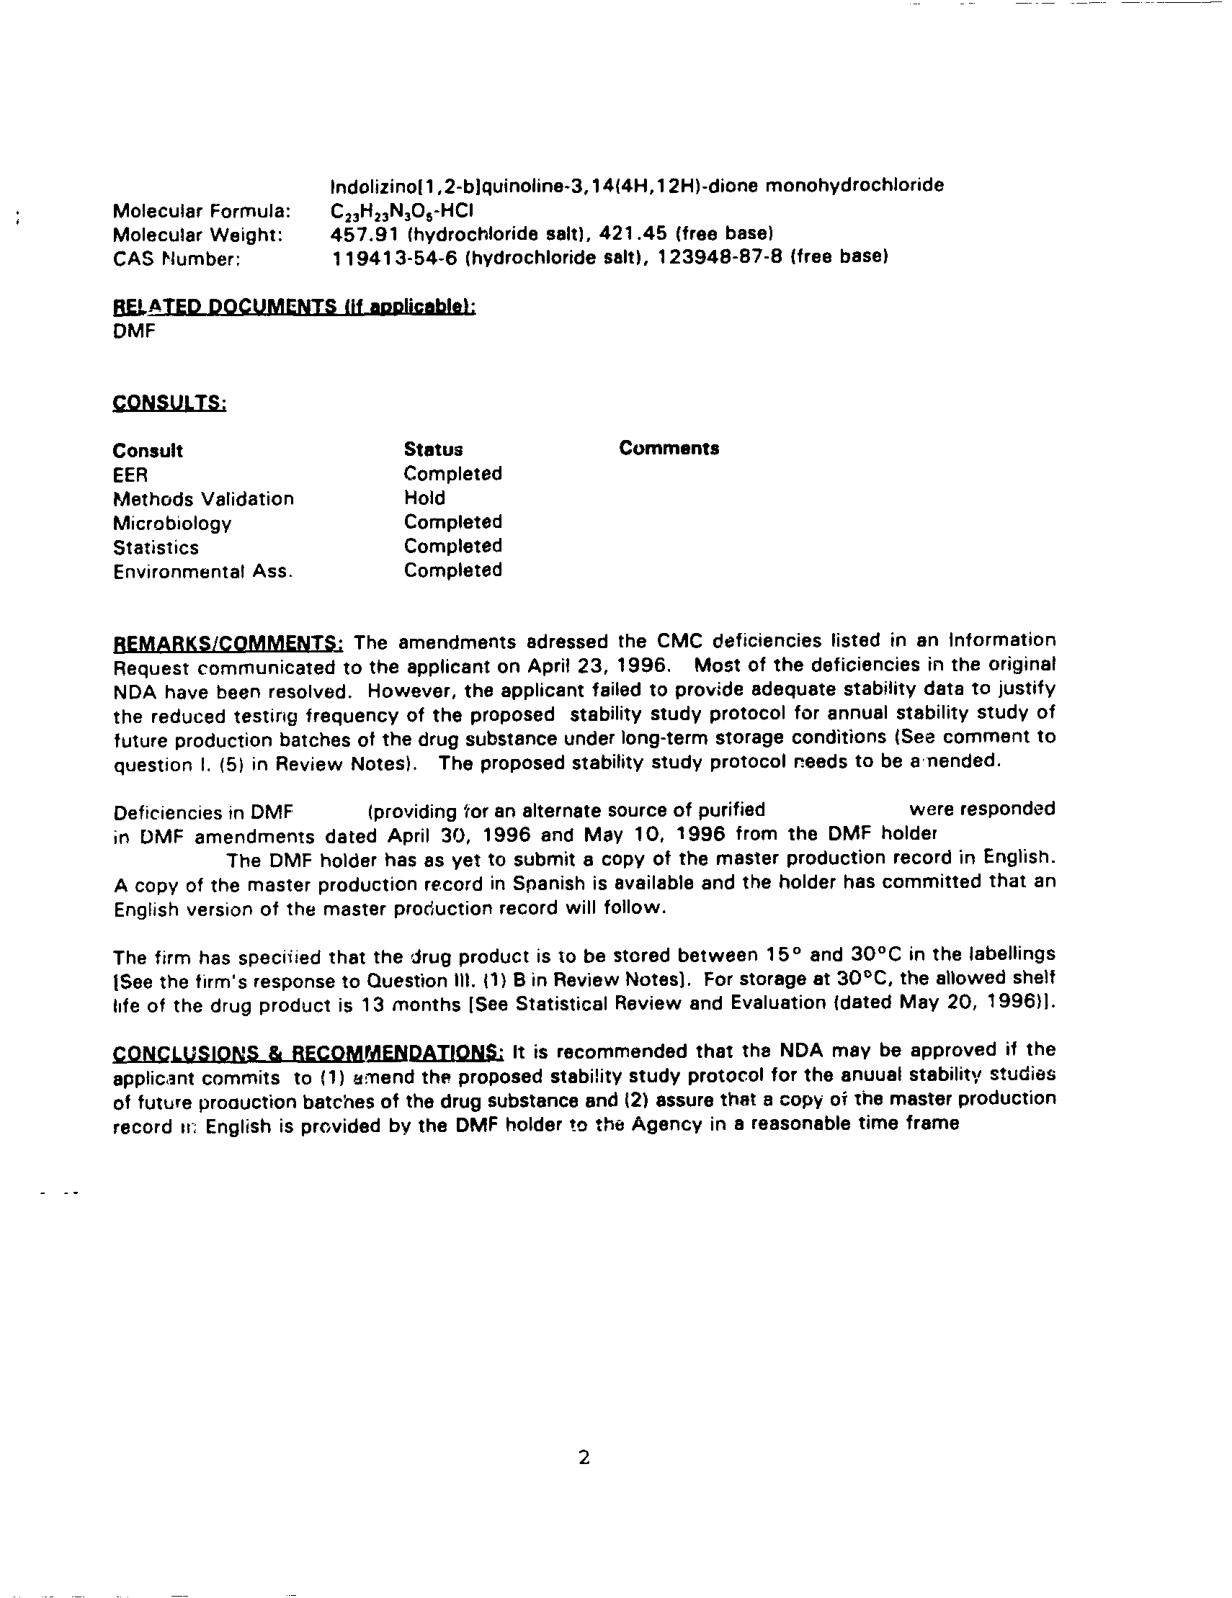 Indolizino[1,2-b]quinoline-3,14(4H,12H)-dione monohydrochloride
Molecular Formula: C₂₃H₂₃N₃O₅·HCl
Molecular Weight: 457.91 (hydrochloride salt), 421.45 (free base)
CAS Number: 119413-54-6 (hydrochloride salt), 123948-87-8 (free base)
RELATED DOCUMENTS (if applicable):
DMF
CONSULTS:
Consult Status Comments
EER Completed
Methods Validation Hold
Microbiology Completed
Statistics Completed
Environmental Ass. Completed
REMARKS/COMMENTS: The amendments adressed the CMC deficiencies listed in an Information
Request communicated to the applicant on April 23, 1996. Most of the deficiencies in the original
NDA have been resolved. However, the applicant failed to provide adequate stability data to justify
the reduced testing frequency of the proposed stability study protocol for annual stability study of
future production batches of the drug substance under long-term storage conditions (See comment to
question I. (5) in Review Notes). The proposed stability study protocol needs to be amended.
Deficiencies in DMF (providing for an alternate source of purified were responded
in DMF amendments dated April 30, 1996 and May 10, 1996 from the DMF holder
The DMF holder has as yet to submit a copy of the master production record in English.
A copy of the master production record in Spanish is available and the holder has committed that an
English version of the master production record will follow.
The firm has specified that the drug product is to be stored between 15° and 30°C in the labellings
[See the firm's response to Question III. (1) B in Review Notes]. For storage at 30°C, the allowed shelf
life of the drug product is 13 months [See Statistical Review and Evaluation (dated May 20, 1996)].
CONCLUSIONS & RECOMMENDATIONS: It is recommended that the NDA may be approved if the
applicant commits to (1) amend the proposed stability study protocol for the anuual stability studies
of future production batches of the drug substance and (2) assure that a copy of the master production
record in English is provided by the DMF holder to the Agency in a reasonable time frame
2